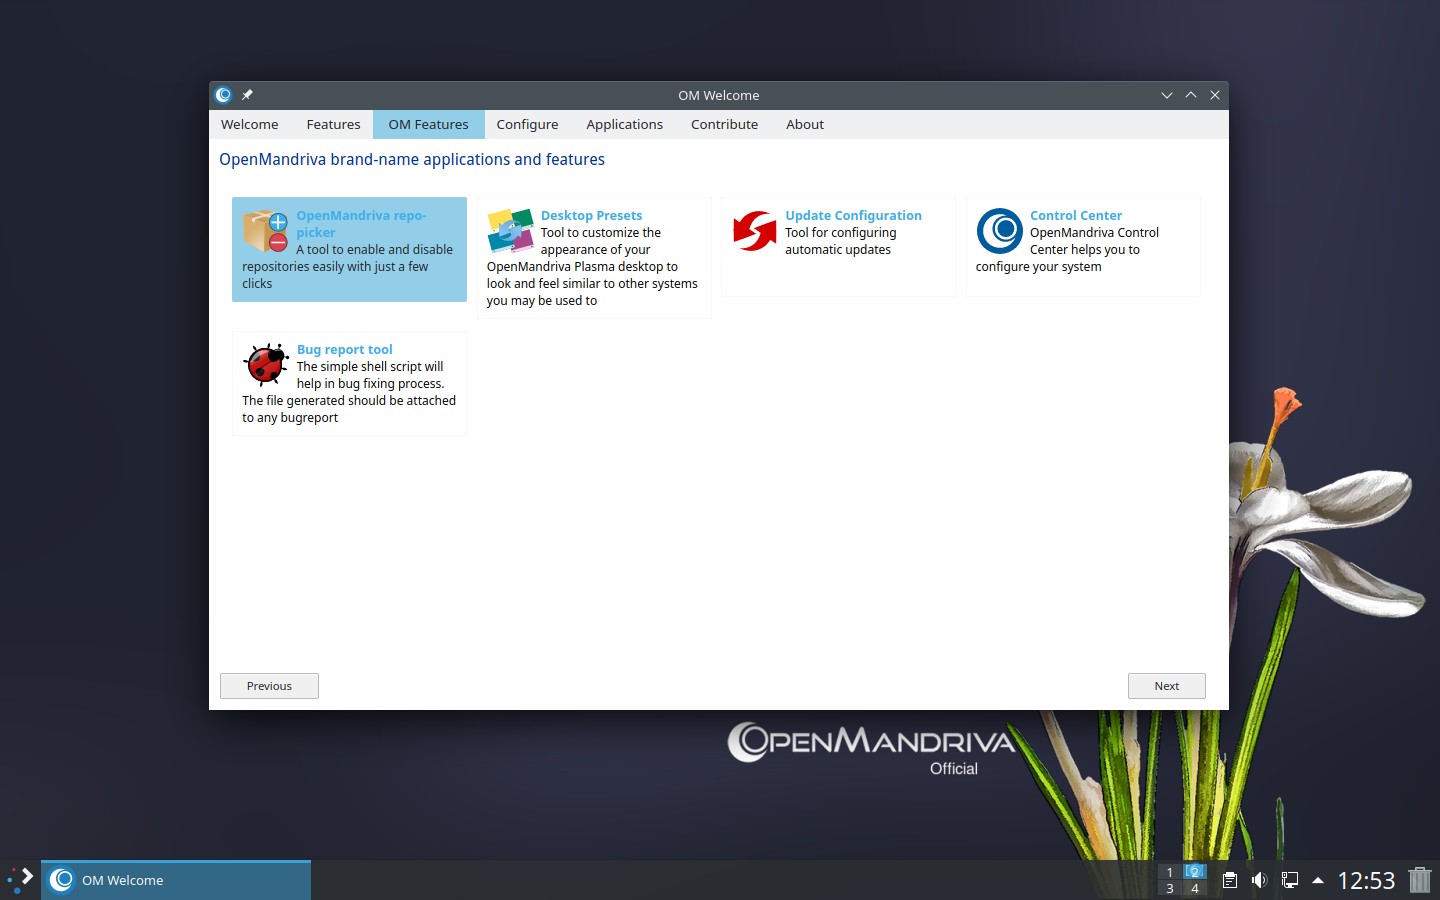 OM Welcome
Welcome
Features
OM Features
Configure
Applications
Contribute
About
OpenMandriva brand-name applications and features
OpenMandriva repo-
picker
A tool to enable and disable
repositories easily with just a few
clicks
Desktop Presets
Tool to customize the
appearance of your
OpenMandriva Plasma desktop to
look and feel similar to other systems
you may be used to
Update Configuration
Tool for configuring
automatic updates
Control Center
OpenMandriva Control
Center helps you to
configure your system
Bug report tool
The simple shell script will
help in bug fixing process.
The file generated should be attached
to any bugreport
Previous
Next
OpenMandriva
Official
OM Welcome
1 2
3 4
12:53